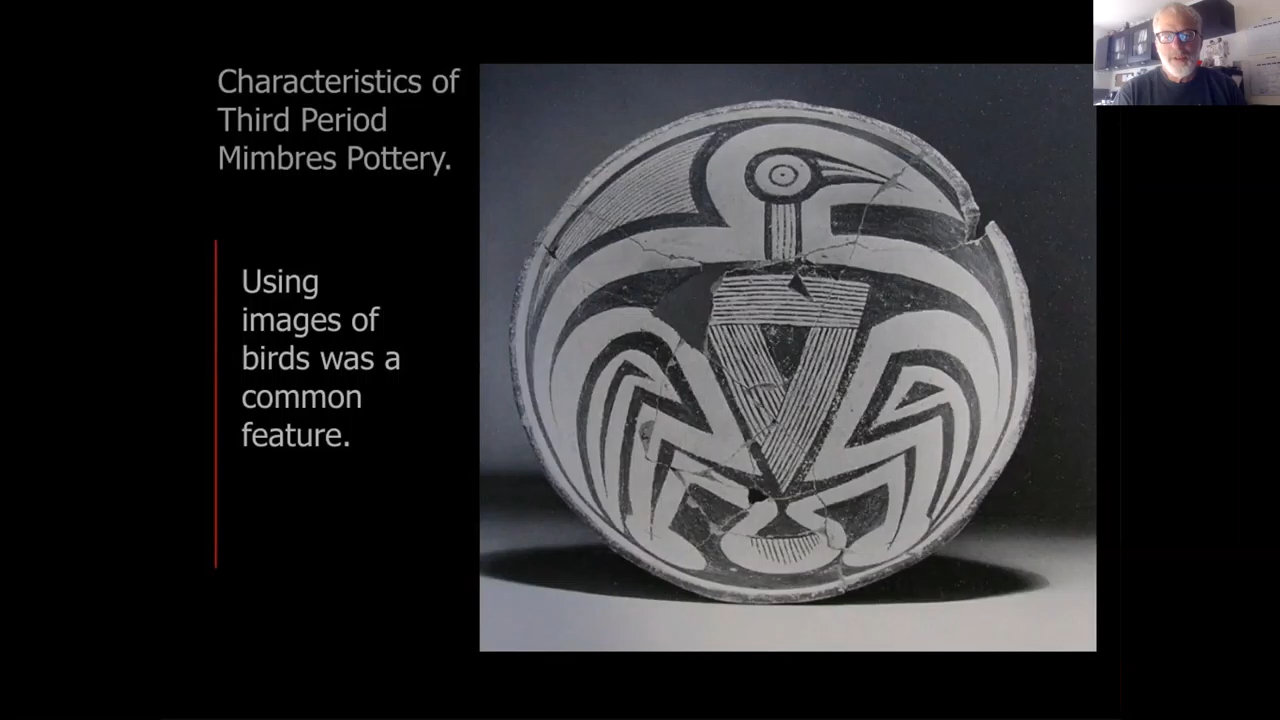 Characteristics of
Third Period
Mimbres Pottery.
Using
images of
birds was a
common
feature.